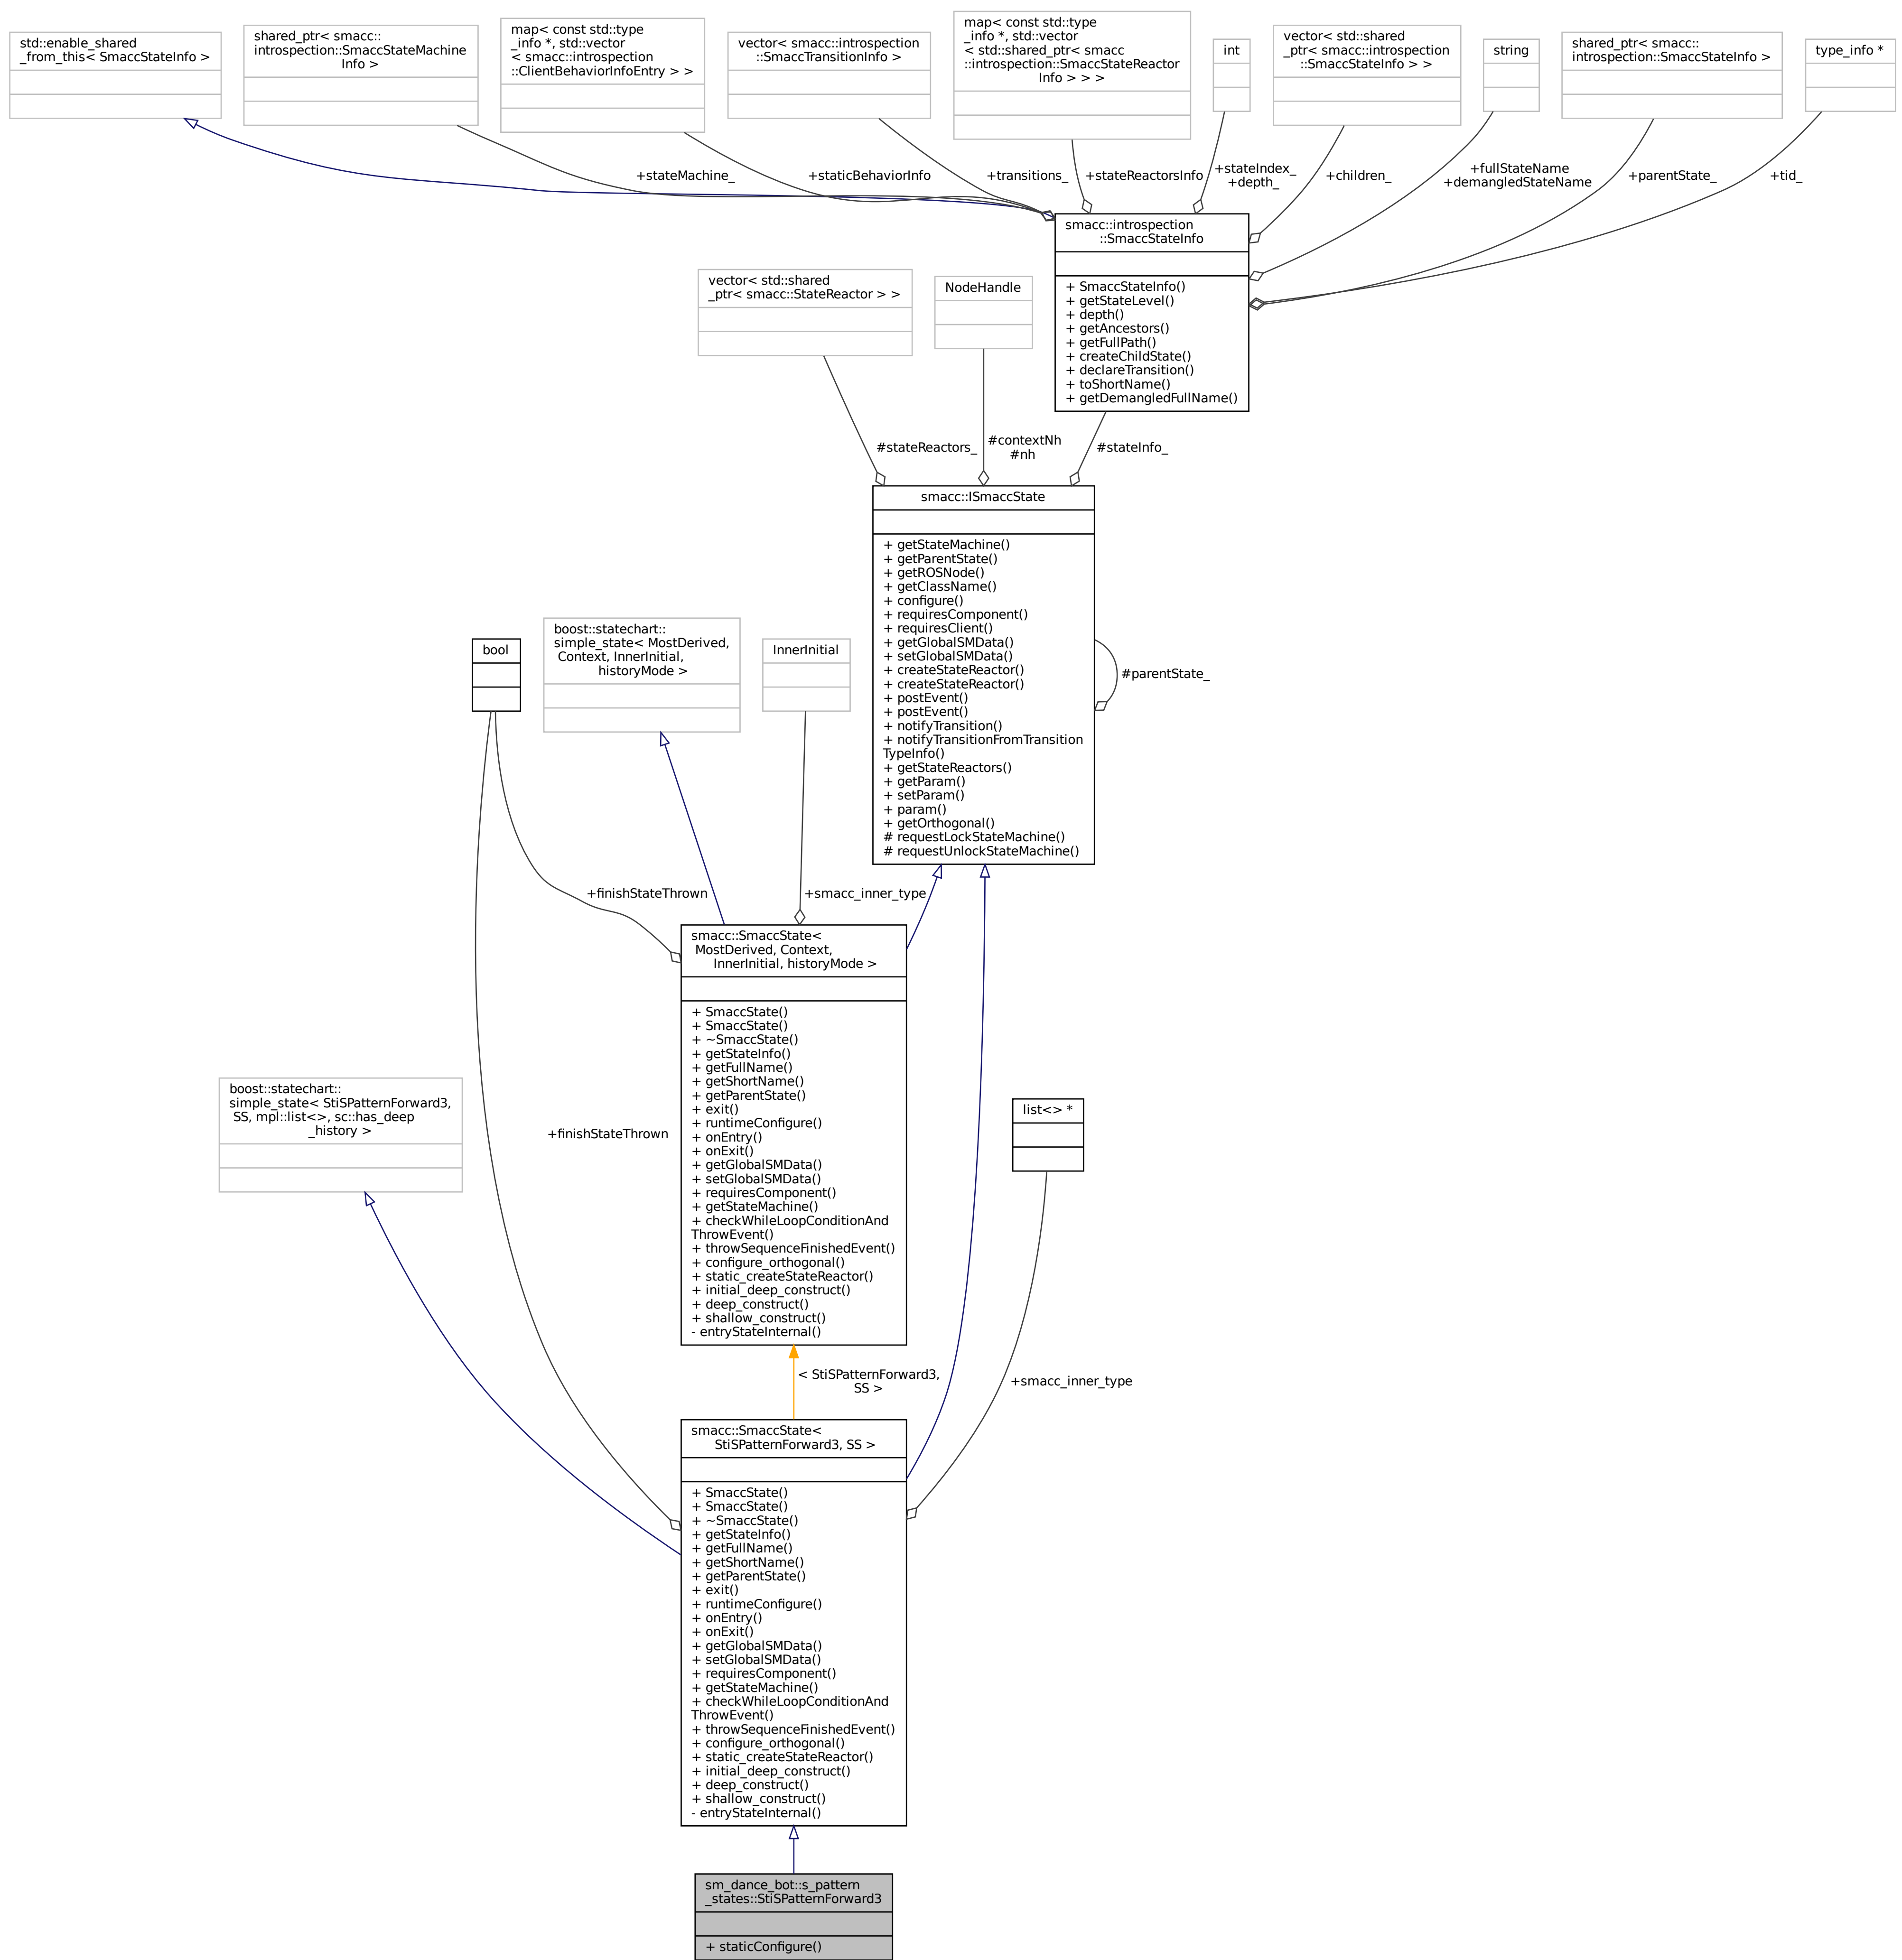 std::enable_shared
_from_this< SmaccStateInfo >
shared_ptr< smacc::
introspection::SmaccStateMachine
Info >
map< const std::type
_info *, std::vector
< smacc::introspection
::ClientBehaviorInfoEntry > >
vector< smacc::introspection
::SmaccTransitionInfo >
map< const std::type
_info *, std::vector
< std::shared_ptr< smacc
::introspection::SmaccStateReactor
Info > > >
int
vector< std::shared
_ptr< smacc::introspection
::SmaccStateInfo > >
string
shared_ptr< smacc::
introspection::SmaccStateInfo >
type_info *
+stateMachine_
+staticBehaviorInfo
+transitions_
+stateReactorsInfo
+stateIndex_
+depth_
+children_
+fullStateName
+demangledStateName
+parentState_
+tid_
smacc::introspection
::SmaccStateInfo
+ SmaccStateInfo()
+ getStateLevel()
+ depth()
+ getAncestors()
+ getFullPath()
+ createChildState()
+ declareTransition()
+ toShortName()
+ getDemangledFullName()
vector< std::shared
_ptr< smacc::StateReactor > >
NodeHandle
#stateReactors_
#contextNh
#nh
#stateInfo_
smacc::ISmaccState
+ getStateMachine()
+ getParentState()
+ getROSNode()
+ getClassName()
+ configure()
+ requiresComponent()
+ requiresClient()
+ getGlobalSMData()
+ setGlobalSMData()
+ createStateReactor()
+ createStateReactor()
+ postEvent()
+ postEvent()
+ notifyTransition()
+ notifyTransitionFromTransition
TypeInfo()
+ getStateReactors()
+ getParam()
+ setParam()
+ param()
+ getOrthogonal()
# requestLockStateMachine()
# requestUnlockStateMachine()
#parentState_
bool
boost::statechart::
simple_state< MostDerived,
Context, InnerInitial,
historyMode >
InnerInitial
+finishStateThrown
+smacc_inner_type
smacc::SmaccState<
MostDerived, Context,
InnerInitial, historyMode >
+ SmaccState()
+ SmaccState()
+ ~SmaccState()
+ getStateInfo()
+ getFullName()
+ getShortName()
+ getParentState()
+ exit()
+ runtimeConfigure()
+ onEntry()
+ onExit()
+ getGlobalSMData()
+ setGlobalSMData()
+ requiresComponent()
+ getStateMachine()
+ checkWhileLoopConditionAnd
ThrowEvent()
+ throwSequenceFinishedEvent()
+ configure_orthogonal()
+ static_createStateReactor()
+ initial_deep_construct()
+ deep_construct()
+ shallow_construct()
- entryStateInternal()
boost::statechart::
simple_state< StiSPatternForward3,
SS, mpl::list<>, sc::has_deep
_history >
+finishStateThrown
list<> *
< StiSPatternForward3,
SS >
+smacc_inner_type
smacc::SmaccState<
StiSPatternForward3, SS >
+ SmaccState()
+ SmaccState()
+ ~SmaccState()
+ getStateInfo()
+ getFullName()
+ getShortName()
+ getParentState()
+ exit()
+ runtimeConfigure()
+ onEntry()
+ onExit()
+ getGlobalSMData()
+ setGlobalSMData()
+ requiresComponent()
+ getStateMachine()
+ checkWhileLoopConditionAnd
ThrowEvent()
+ throwSequenceFinishedEvent()
+ configure_orthogonal()
+ static_createStateReactor()
+ initial_deep_construct()
+ deep_construct()
+ shallow_construct()
- entryStateInternal()
sm_dance_bot::s_pattern
_states::StiSPatternForward3
+ staticConfigure()